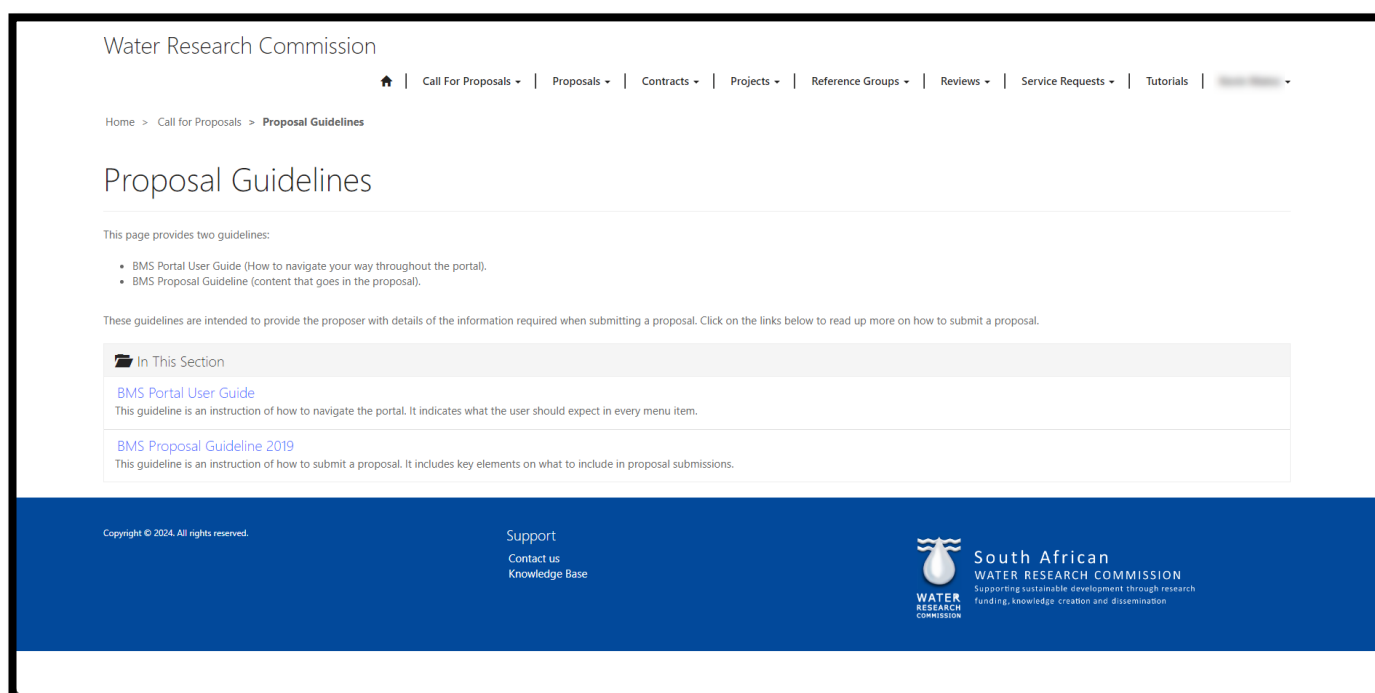 Water Research Commission
Call For Proposals | Proposals | Contracts | Projects | Reference Groups | Reviews | Service Requests | Tutorials |
Home > Call for Proposals > Proposal Guidelines
Proposal Guidelines
This page provides two guidelines:
• BMS Portal User Guide (How to navigate your way throughout the portal).
• BMS Proposal Guideline (content that goes in the proposal).
These guidelines are intended to provide the proposer with details of the information required when submitting a proposal. Click on the links below to read up more on how to submit a proposal.
In This Section
BMS Portal User Guide
This guideline is an instruction of how to navigate the portal. It indicates what the user should expect in every menu item.
BMS Proposal Guideline 2019
This guideline is an instruction of how to submit a proposal. It includes key elements on what to include in proposal submissions.
Copyright © 2024. All rights reserved.
Support
Contact us
Knowledge Base
WATER
RESEARCH
COMMISSION
South African
WATER RESEARCH COMMISSION
Supporting sustainable development through research
funding, knowledge creation and dissemination